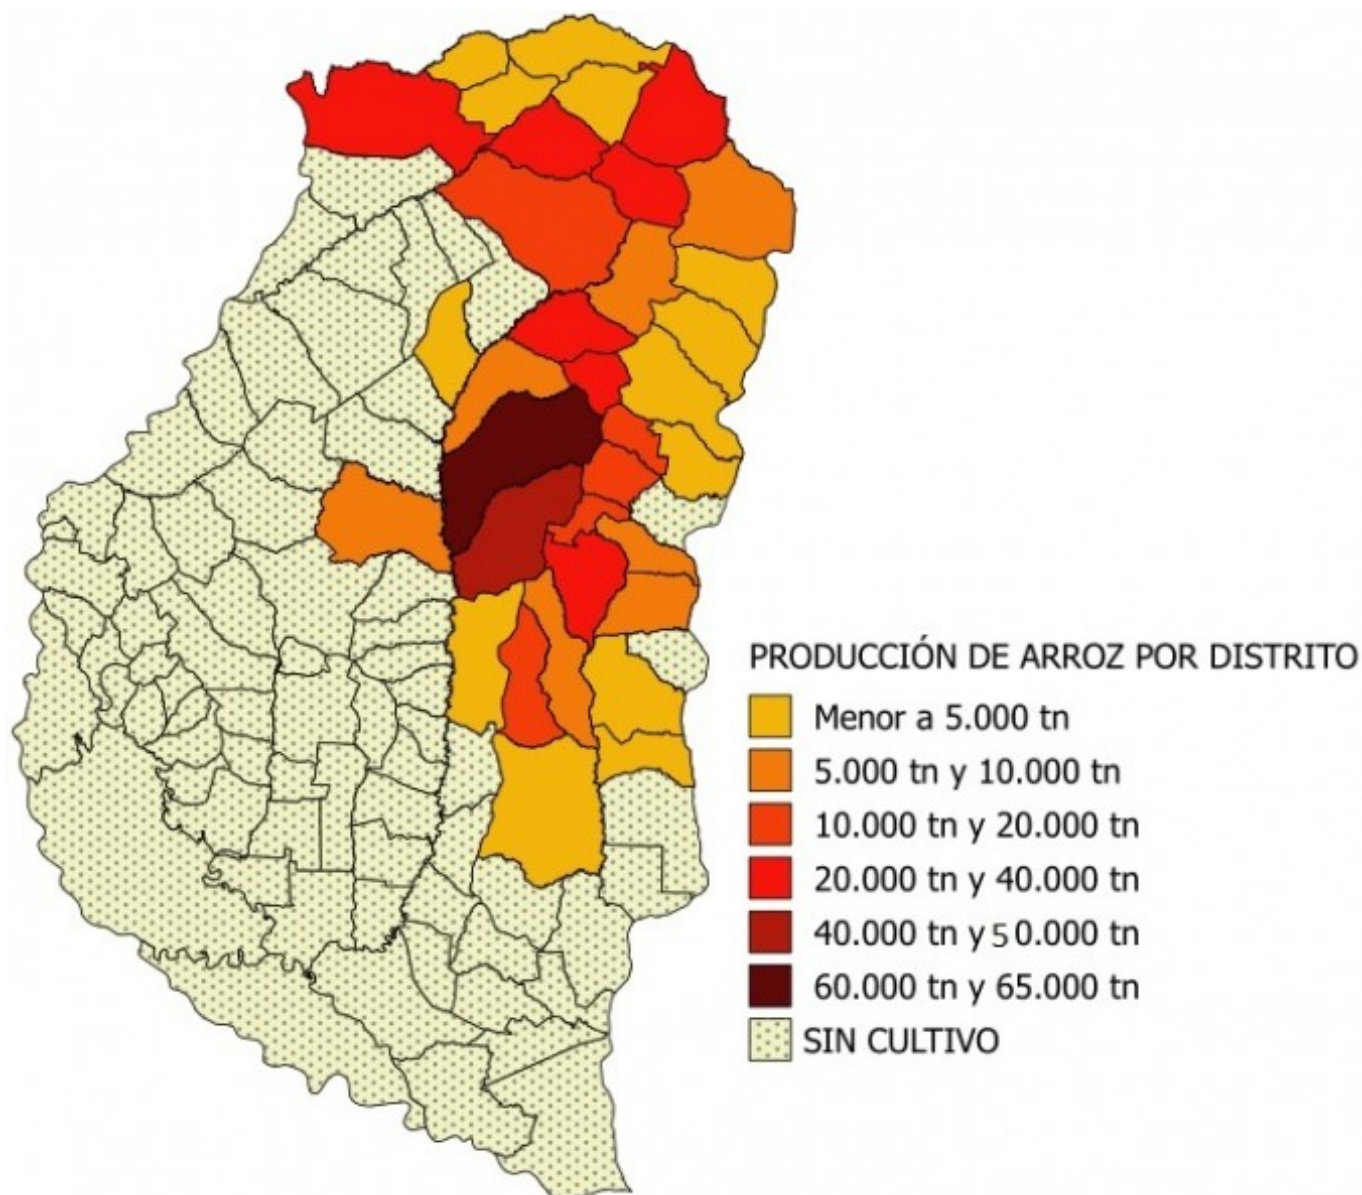 PRODUCCIÓN DE ARROZ POR DISTRITO
Menor a 5.000 tn
5.000 tn y 10.000 tn
10.000 tn y 20.000 tn
20.000 tn y 40.000 tn
40.000 tn y 50.000 tn
60.000 tn y 65.000 tn
SIN CULTIVO